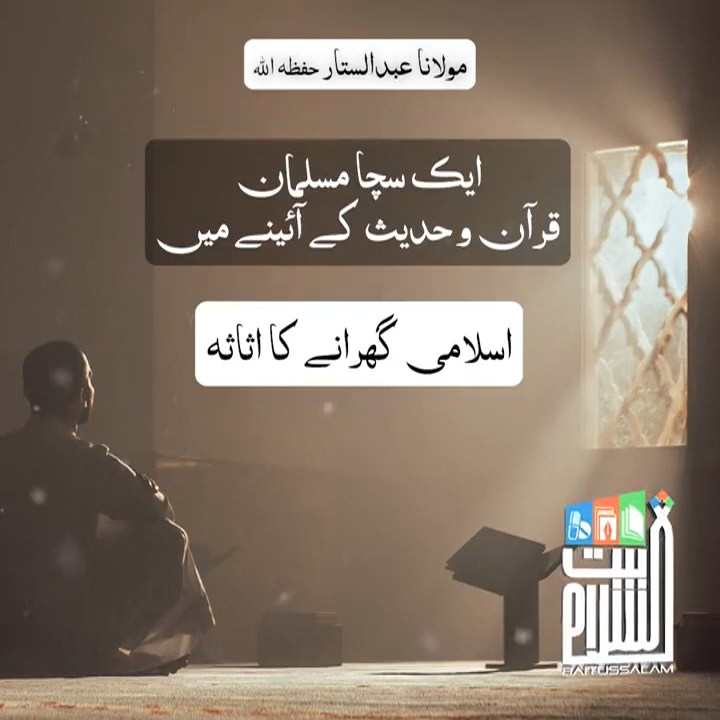 مولانا عبدالستار حفظہ اللہ
ایک سچا مسلمان
قرآن و حدیث کے آئینے میں
اسلامی گھرانے کا اثاثہ
بیت السلام
BAITUSSALAM